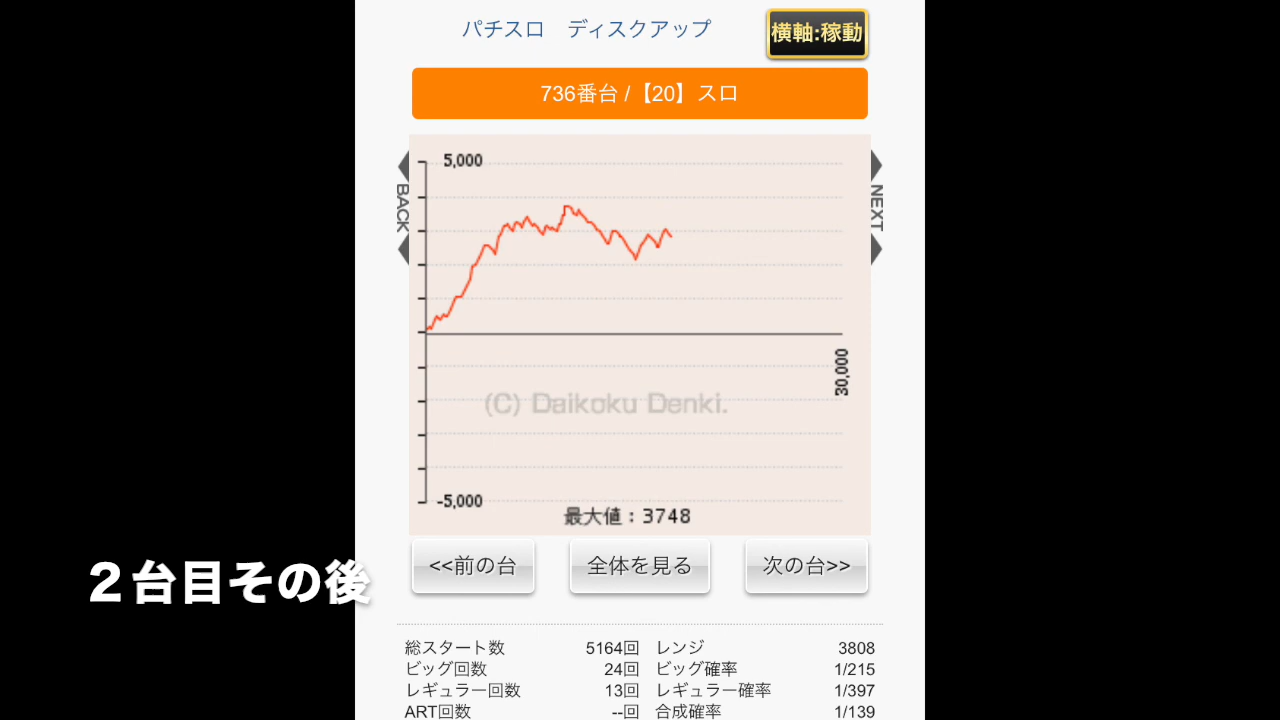 パチスロ　ディスクアップ
横軸:稼動
736番台 /【20】スロ
5,000
BACK
NEXT
30,000
(C) Daikoku Denki.
-5,000
最大値：3748
<<前の台
全体を見る
次の台>>
２台目その後
総スタート数 5164回 レンジ 3808
ビッグ回数 24回 ビッグ確率 1/215
レギュラー回数 13回 レギュラー確率 1/397
ART回数 --回 合成確率 1/139